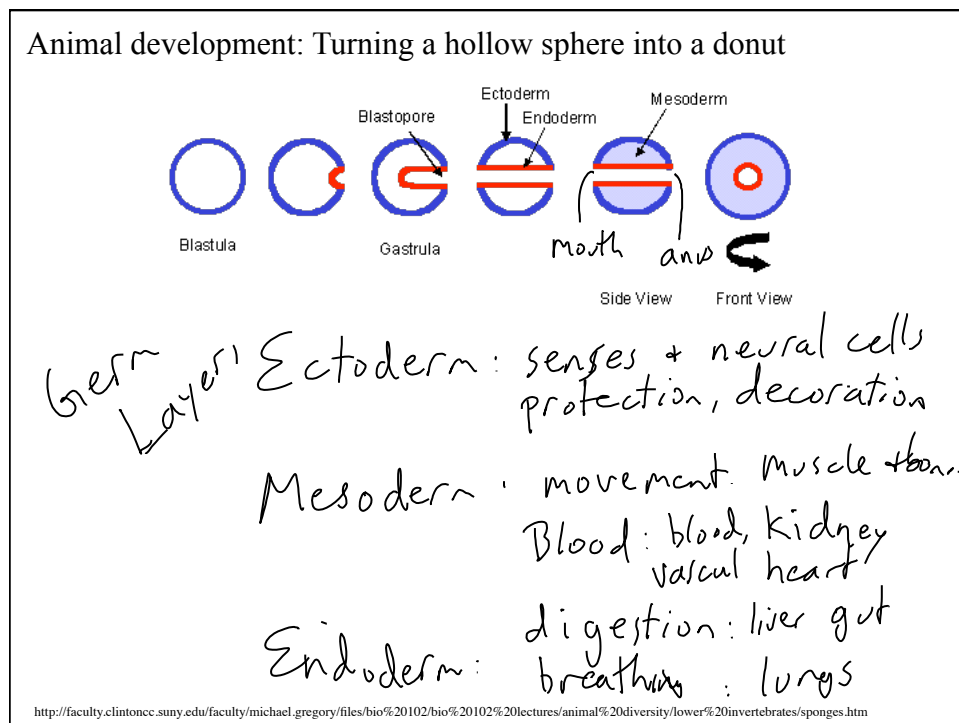 Animal development: Turning a hollow sphere into a donut
Ectoderm
Mesoderm
Blastopore
Endoderm
Blastula
Gastrula
mouth
anus
Side View
Front View
Germ
Layers
Ectoderm: senses + neural cells
protection, decoration
Mesoderm: movement: muscle +bone
Blood: blood, kidney
vascul heart
digestion: liver gut
Endoderm:
breathing: lungs
http://faculty.clintoncc.suny.edu/faculty/michael.gregory/files/bio%20102/bio%20102%20lectures/animal%20diversity/lower%20invertebrates/sponges.htm